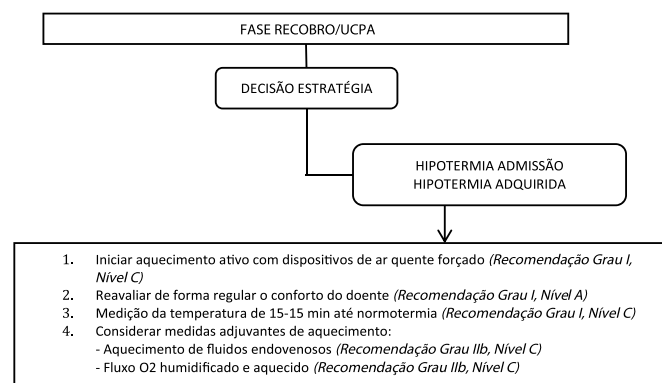 FASE RECOBRO/UCPA
DECISÃO ESTRATÉGIA
HIPOTERMIA ADMISSÃO
HIPOTERMIA ADQUIRIDA
1. Iniciar aquecimento ativo com dispositivos de ar quente forçado (Recomendação Grau I,
Nível C)
2. Reavaliar de forma regular o conforto do doente (Recomendação Grau I, Nível A)
3. Medição da temperatura de 15-15 min até normotermia (Recomendação Grau I, Nível C)
4. Considerar medidas adjuvantes de aquecimento:
- Aquecimento de fluidos endovenosos (Recomendação Grau IIb, Nível C)
- Fluxo O2 humidificado e aquecido (Recomendação Grau IIb, Nível C)